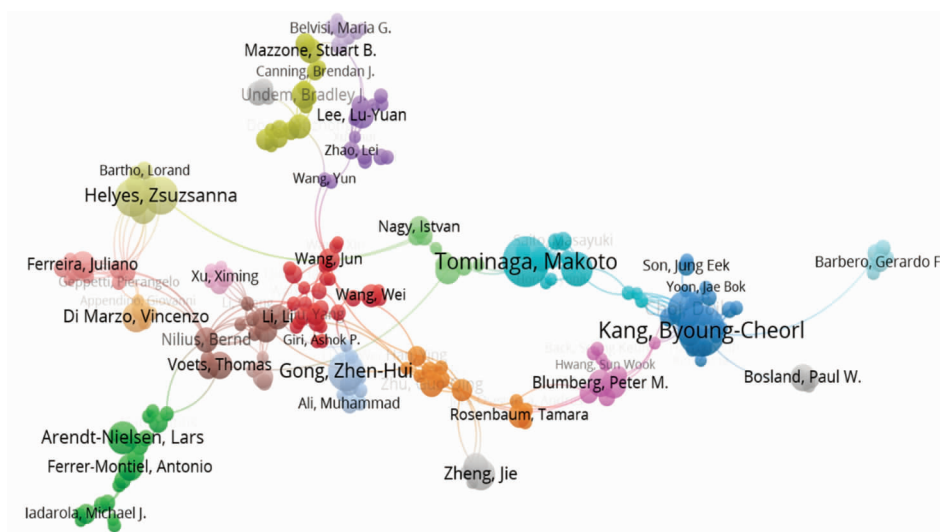 Belvisi, Maria G.
Mazzone, Stuart B.
Canning, Brendan J.
Undem, Bradley J.
Lee, Lu-Yuan
Zhao, Lei
Wang, Yun
Bartho, Lorand
Helyes, Zsuzsanna
Nagy, Istvan
Saito, Masayuki
Tominaga, Makoto
Wang, Jun
Ferreira, Juliano
Geppetti, Pierangelo
Xu, Ximing
Wang, Wei
Son, Jung Eek
Yoon, Jae Bok
Barbero, Gerardo F
Appendino, Giovanni
Di Marzo, Vincenzo
Li, Li
Kang, Byoung-Cheorl
Nilius, Bernd
Giri, Ashok P.
Voets, Thomas
Gong, Zhen-Hui
Hwang, Sun Wook
Blumberg, Peter M.
Bosland, Paul W.
Ali, Muhammad
Rosenbaum, Tamara
Arendt-Nielsen, Lars
Ferrer-Montiel, Antonio
Zheng, Jie
Iadarola, Michael J.